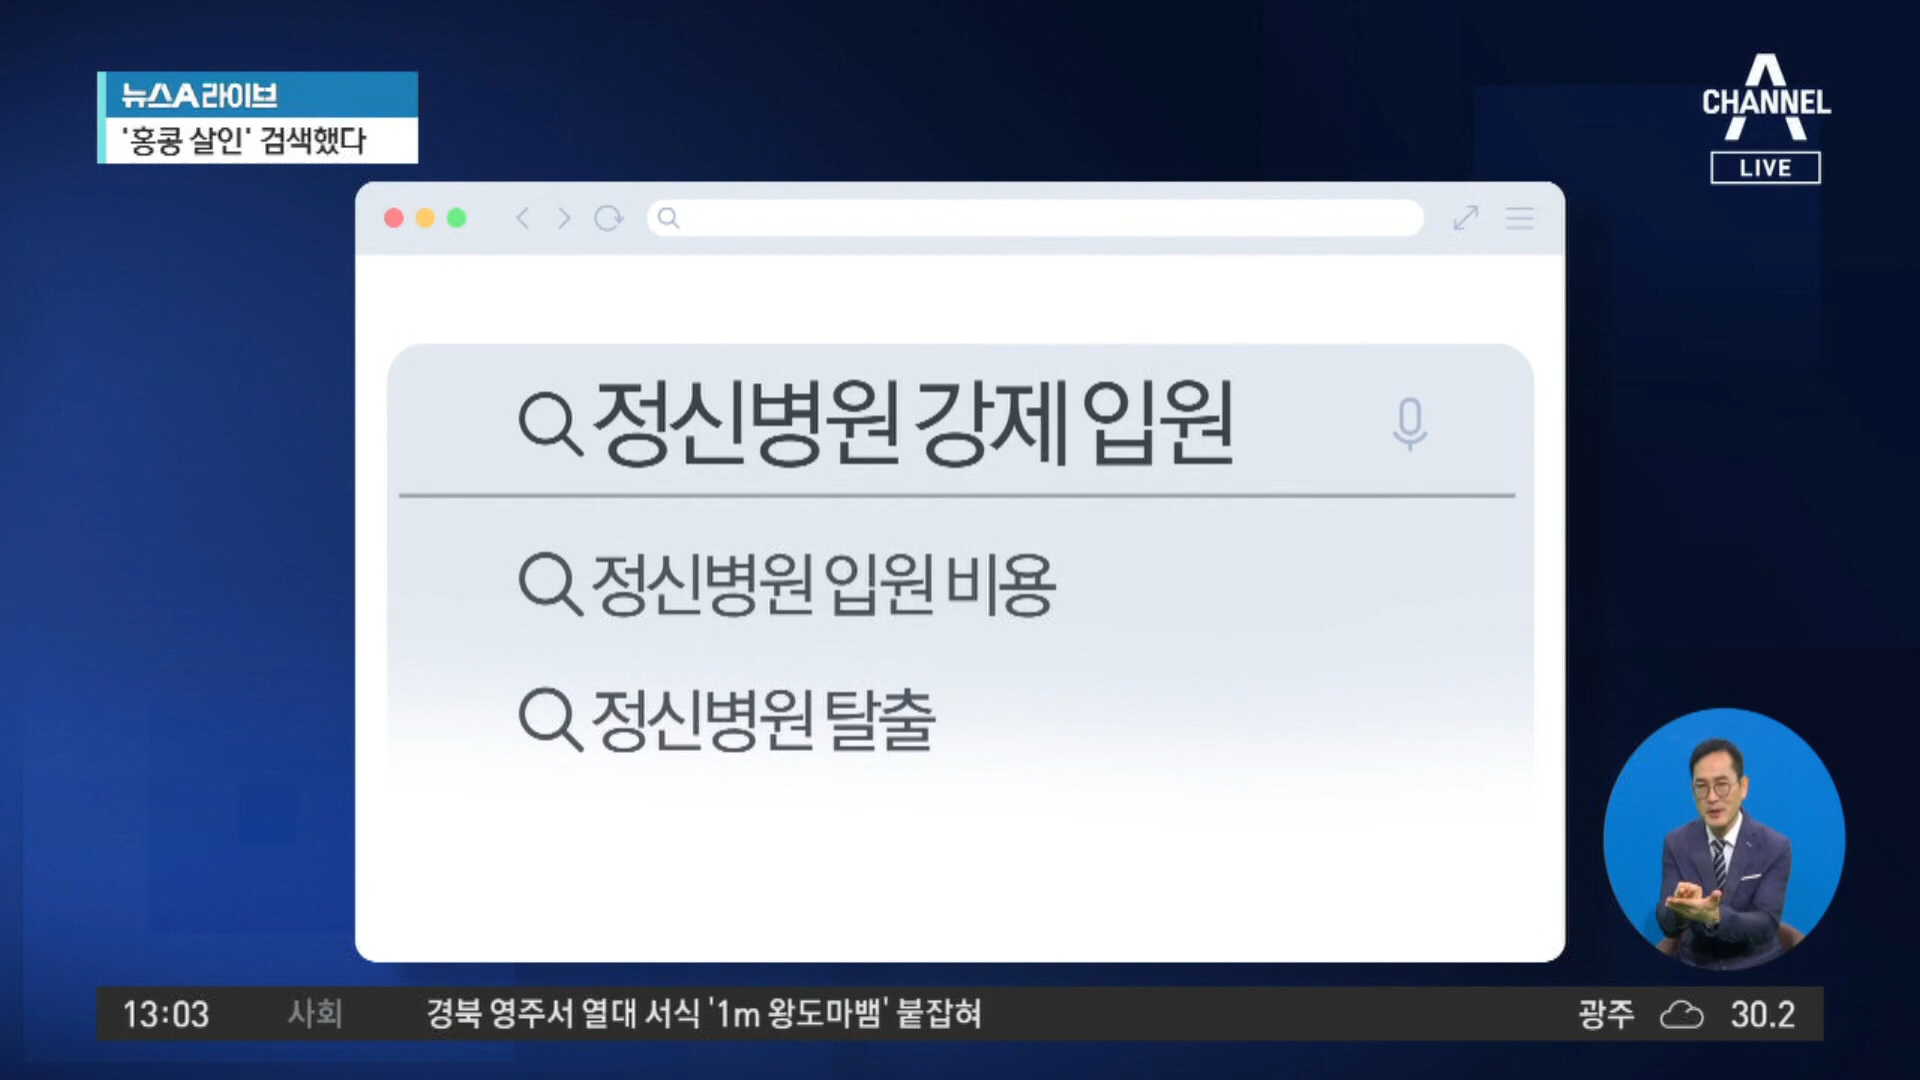 뉴스A 라이브
'홍콩 살인' 검색했다
CHANNEL A
LIVE
정신병원 강제 입원
정신병원 입원 비용
정신병원 탈출
13:03 사회 경북 영주서 열대 서식 '1m 왕도마뱀' 붙잡혀 광주 30.2